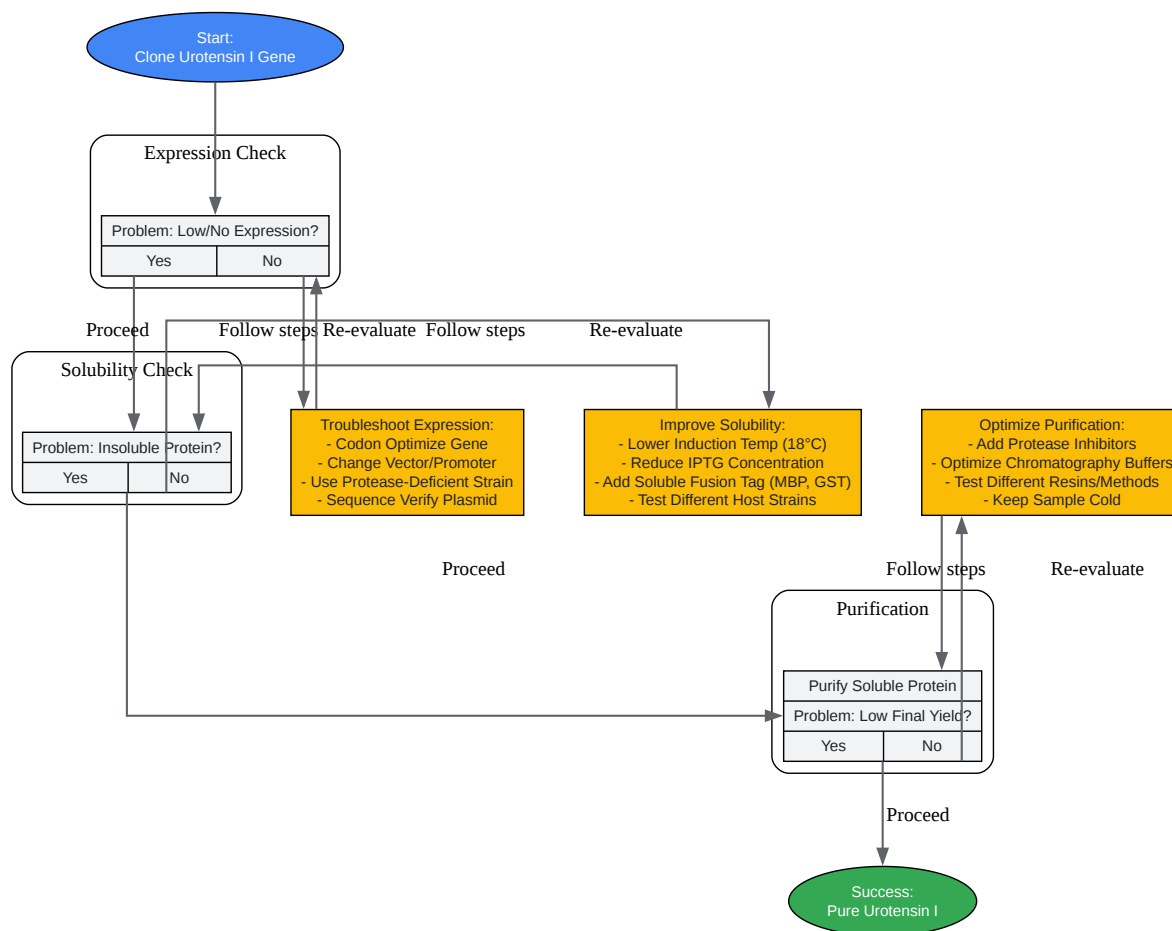 Start:
Clone Urotensin I Gene
Expression Check
Problem: Low/No Expression?
Yes
No
Proceed
Follow steps
Re-evaluate
Follow steps
Re-evaluate
Solubility Check
Problem: Insoluble Protein?
Yes
No
Troubleshoot Expression:
- Codon Optimize Gene
- Change Vector/Promoter
- Use Protease-Deficient Strain
- Sequence Verify Plasmid
Improve Solubility:
- Lower Induction Temp (18°C)
- Reduce IPTG Concentration
- Add Soluble Fusion Tag (MBP, GST)
- Test Different Host Strains
Optimize Purification:
- Add Protease Inhibitors
- Optimize Chromatography Buffers
- Test Different Resins/Methods
- Keep Sample Cold
Proceed
Follow steps
Re-evaluate
Purification
Purify Soluble Protein
Problem: Low Final Yield?
Yes
No
Proceed
Success:
Pure Urotensin I